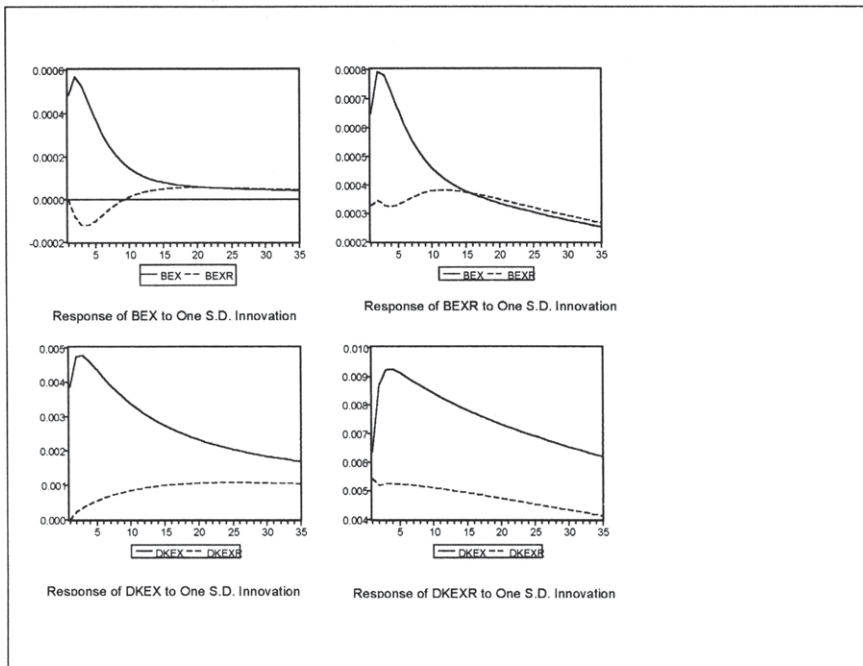 0.0006
0.0004
0.0002
0.0000
-0.0002
5 10 15 20 25 30 35
BEX BEXR
Response of BEX to One S.D. Innovation
0.0008
0.0007
0.0006
0.0005
0.0004
0.0003
0.0002
5 10 15 20 25 30 35
BEX BEXR
Response of BEXR to One S.D. Innovation
0.005
0.004
0.003
0.002
0.001
0.000
5 10 15 20 25 30 35
DKEX DKEXR
Response of DKEX to One S.D. Innovation
0.010
0.009
0.008
0.007
0.006
0.005
0.004
5 10 15 20 25 30 35
DKEX DKEXR
Response of DKEXR to One S.D. Innovation